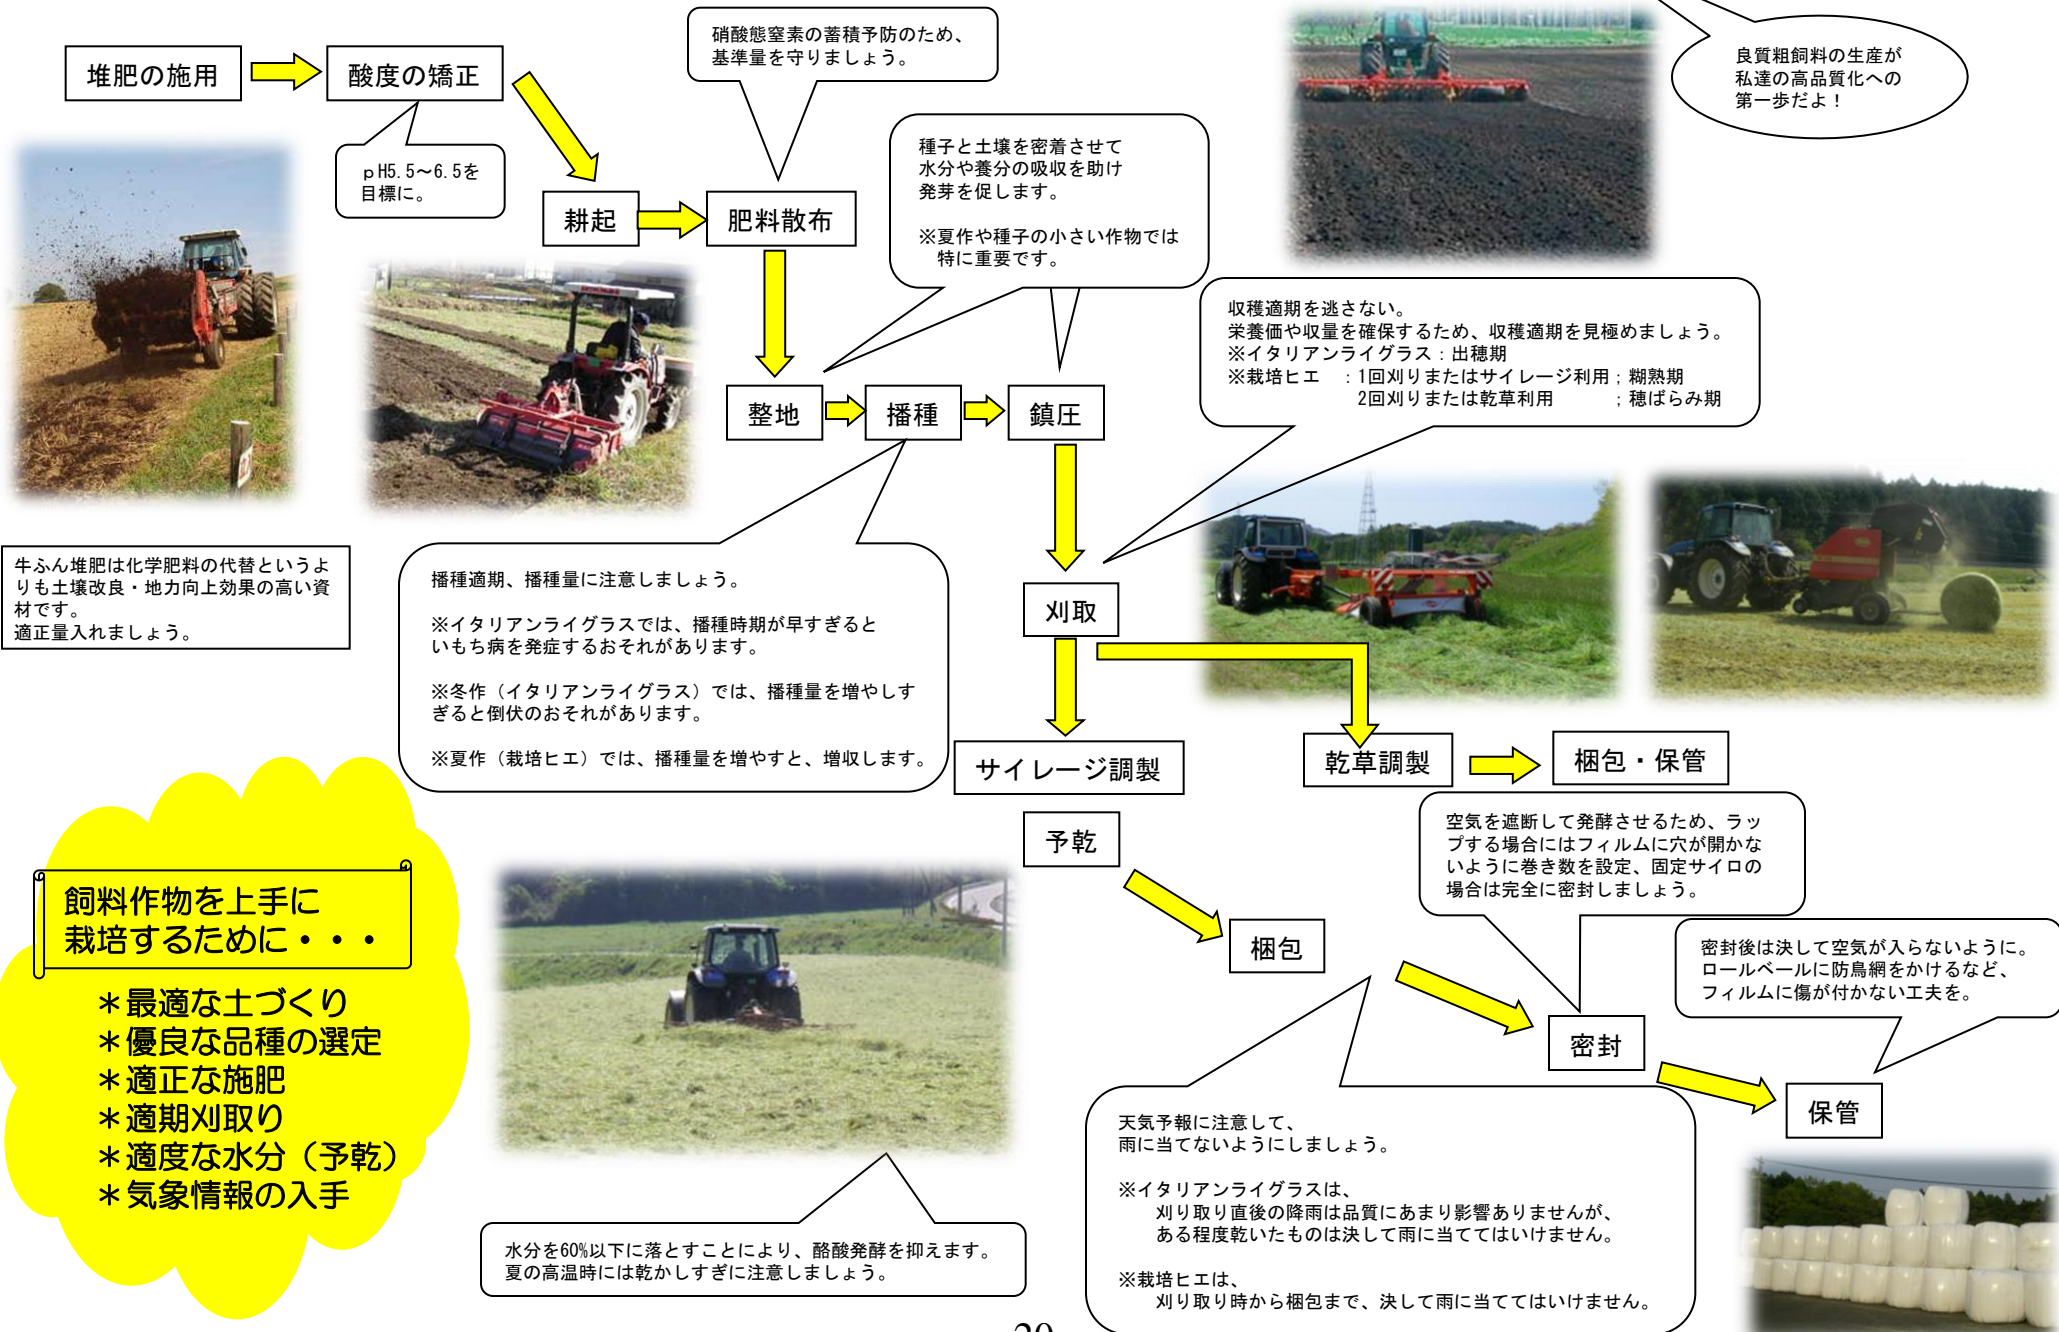 堆肥の施用
酸度の矯正
ｐH5.5～6.5を
目標に。
硝酸態窒素の蓄積予防のため、
基準量を守りましょう。
耕起
肥料散布
種子と土壌を密着させて
水分や養分の吸収を助け
発芽を促します。
※夏作や種子の小さい作物では
特に重要です。
良質粗飼料の生産が
私達の高品質化への
第一歩だよ！
収穫適期を逃さない。
栄養価や収量を確保するため、収穫適期を見極めましょう。
※イタリアンライグラス：出穂期
※栽培ヒエ　：1回刈りまたはサイレージ利用；糊熟期
2回刈りまたは乾草利用　　　；穂ばらみ期
整地
播種
鎮圧
牛ふん堆肥は化学肥料の代替というよ
りも土壌改良・地力向上効果の高い資
材です。
適正量入れましょう。
播種適期、播種量に注意しましょう。
※イタリアンライグラスでは、播種時期が早すぎると
いもち病を発症するおそれがあります。
※冬作（イタリアンライグラス）では、播種量を増やしす
ぎると倒伏のおそれがあります。
※夏作（栽培ヒエ）では、播種量を増やすと、増収します。
刈取
サイレージ調製
乾草調製
梱包・保管
予乾
空気を遮断して発酵させるため、ラッ
プする場合にはフィルムに穴が開かな
いように巻き数を設定、固定サイロの
場合は完全に密封しましょう。
梱包
密封後は決して空気が入らないように。
ロールベールに防鳥網をかけるなど、
フィルムに傷が付かない工夫を。
密封
保管
飼料作物を上手に
栽培するために・・・
＊最適な土づくり
＊優良な品種の選定
＊適正な施肥
＊適期刈取り
＊適度な水分（予乾）
＊気象情報の入手
水分を60%以下に落とすことにより、酪酸発酵を抑えます。
夏の高温時には乾かしすぎに注意しましょう。
天気予報に注意して、
雨に当てないようにしましょう。
※イタリアンライグラスは、
刈り取り直後の降雨は品質にあまり影響ありませんが、
ある程度乾いたものは決して雨に当ててはいけません。
※栽培ヒエは、
刈り取り時から梱包まで、決して雨に当ててはいけません。